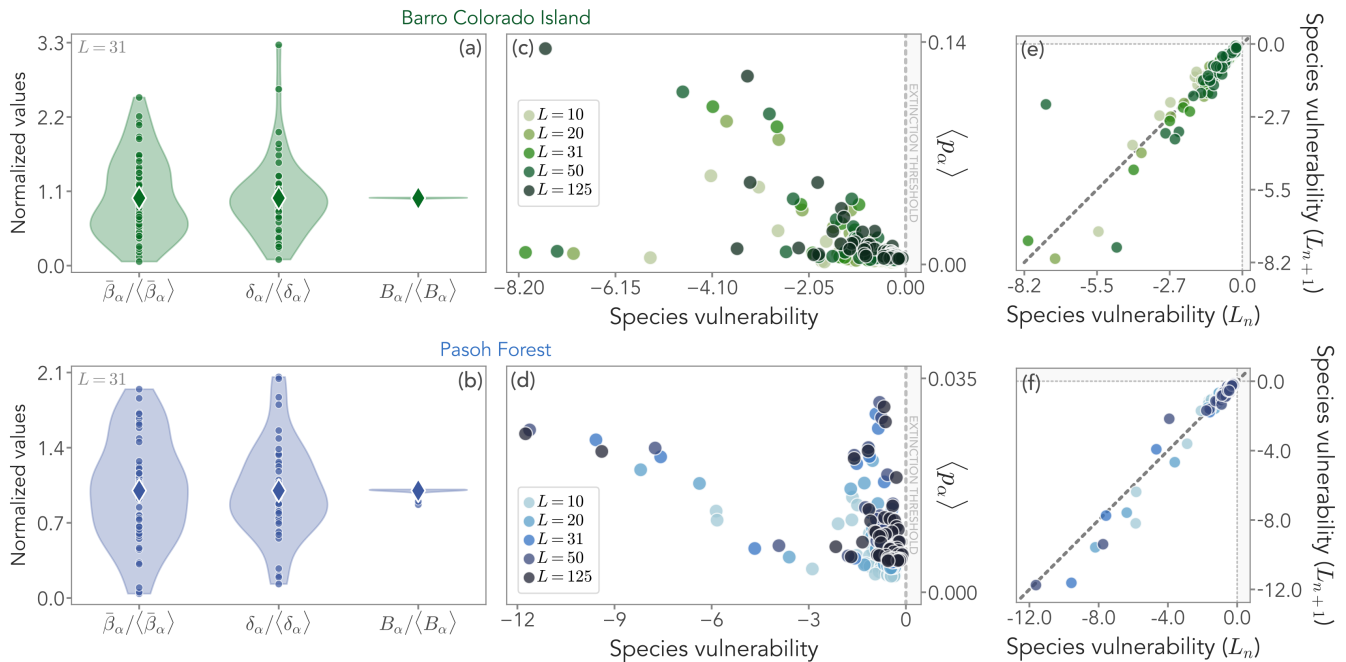 Barro Colorado Island
(a)
L = 31
Normalized values
3.3
2.2
1.1
0.0
β̄α/⟨β̄α⟩
δα/⟨δα⟩
Bα/⟨Bα⟩
(c)
L = 10
L = 20
L = 31
L = 50
L = 125
EXTINCTION THRESHOLD
0.14
0.00
⟨pα⟩
−8.20
−6.15
−4.10
−2.05
0.00
Species vulnerability
(e)
0.0
-2.7
-5.5
-8.2
Species vulnerability (Ln+1)
-8.2
-5.5
-2.7
0.0
Species vulnerability (Ln)
Pasoh Forest
(b)
L = 31
Normalized values
2.1
1.4
0.7
0.0
β̄α/⟨β̄α⟩
δα/⟨δα⟩
Bα/⟨Bα⟩
(d)
L = 10
L = 20
L = 31
L = 50
L = 125
EXTINCTION THRESHOLD
0.035
0.000
⟨pα⟩
−12
−9
−6
−3
0
Species vulnerability
(f)
0.0
-4.0
-8.0
-12.0
Species vulnerability (Ln+1)
-12.0
-8.0
-4.0
0.0
Species vulnerability (Ln)